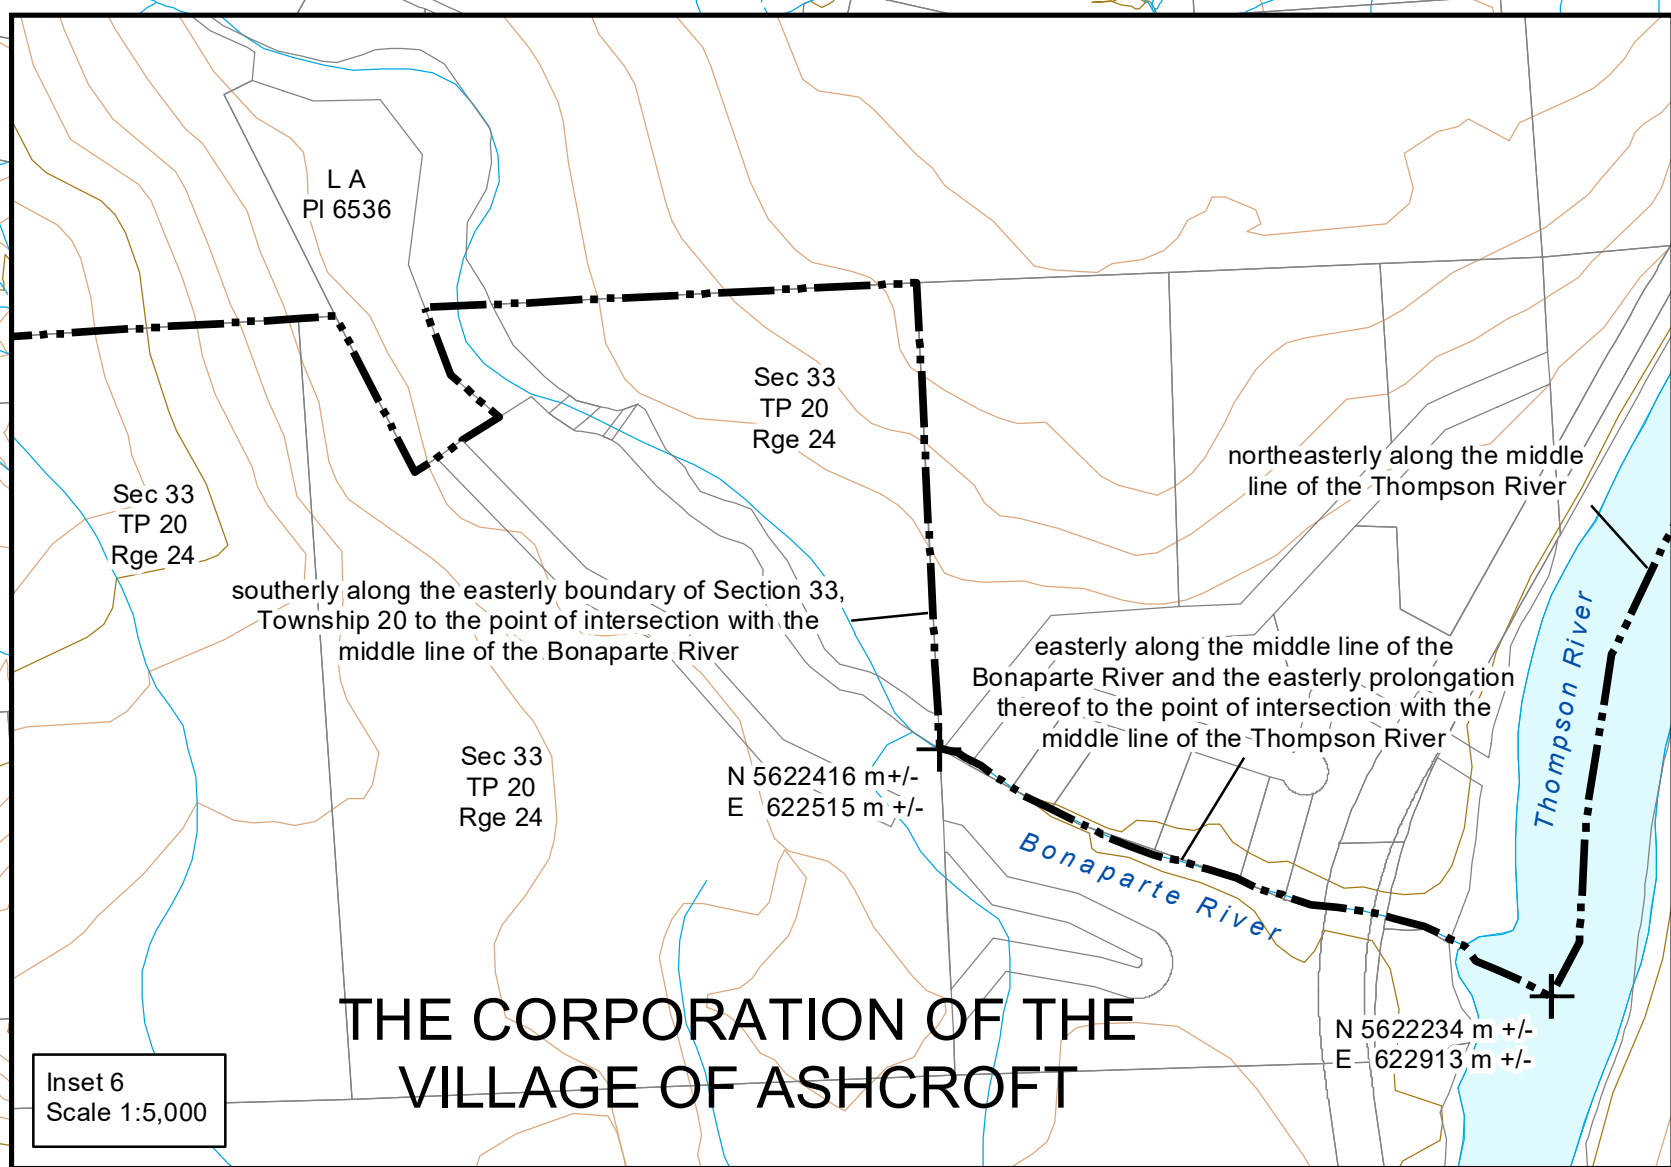 L A
Pl 6536
Sec 33
TP 20
Rge 24
northeasterly along the middle
line of the Thompson River
Sec 33
TP 20
Rge 24
southerly along the easterly boundary of Section 33,
Township 20 to the point of intersection with the
middle line of the Bonaparte River
easterly along the middle line of the
Bonaparte River and the easterly prolongation
thereof to the point of intersection with the
middle line of the Thompson River
Thompson River
Sec 33
TP 20
Rge 24
N 5622416 m+/-
E 622515 m +/-
Bonaparte River
THE CORPORATION OF THE
VILLAGE OF ASHCROFT
N 5622234 m +/-
E 622913 m +/-
Inset 6
Scale 1:5,000